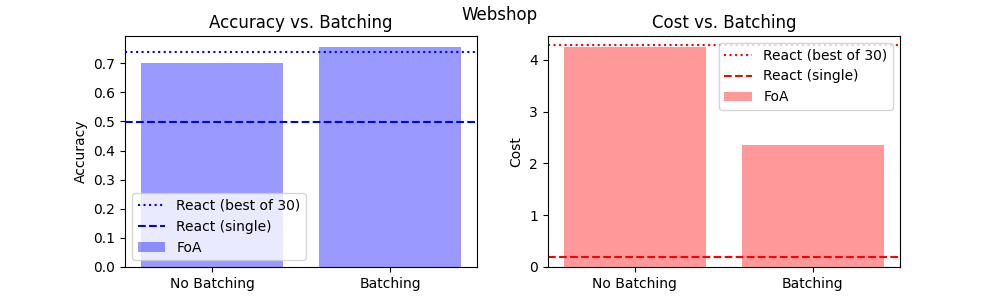 Webshop
Accuracy vs. Batching
Accuracy
0.7
0.6
0.5
0.4
0.3
0.2
0.1
0.0
React (best of 30)
React (single)
FoA
No Batching
Batching
Cost vs. Batching
Cost
4
3
2
1
0
React (best of 30)
React (single)
FoA
No Batching
Batching